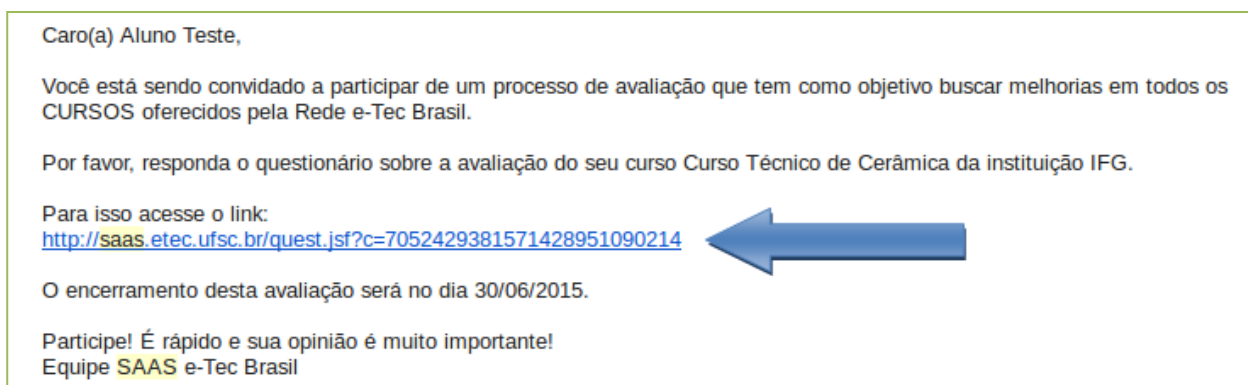 Caro(a) Aluno Teste,
Você está sendo convidado a participar de um processo de avaliação que tem como objetivo buscar melhorias em todos os
CURSOS oferecidos pela Rede e-Tec Brasil.
Por favor, responda o questionário sobre a avaliação do seu curso Curso Técnico de Cerâmica da instituição IFG.
Para isso acesse o link:
http://saas.etec.ufsc.br/quest.jsf?c=7052429381571428951090214
O encerramento desta avaliação será no dia 30/06/2015.
Participe! É rápido e sua opinião é muito importante!
Equipe SAAS e-Tec Brasil